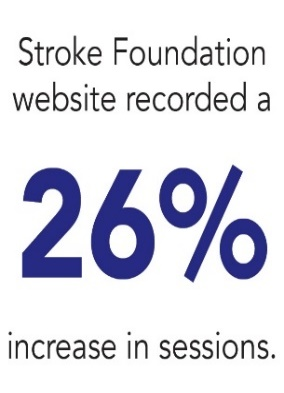 Stroke Foundation
website recorded a
26%
increase in sessions.